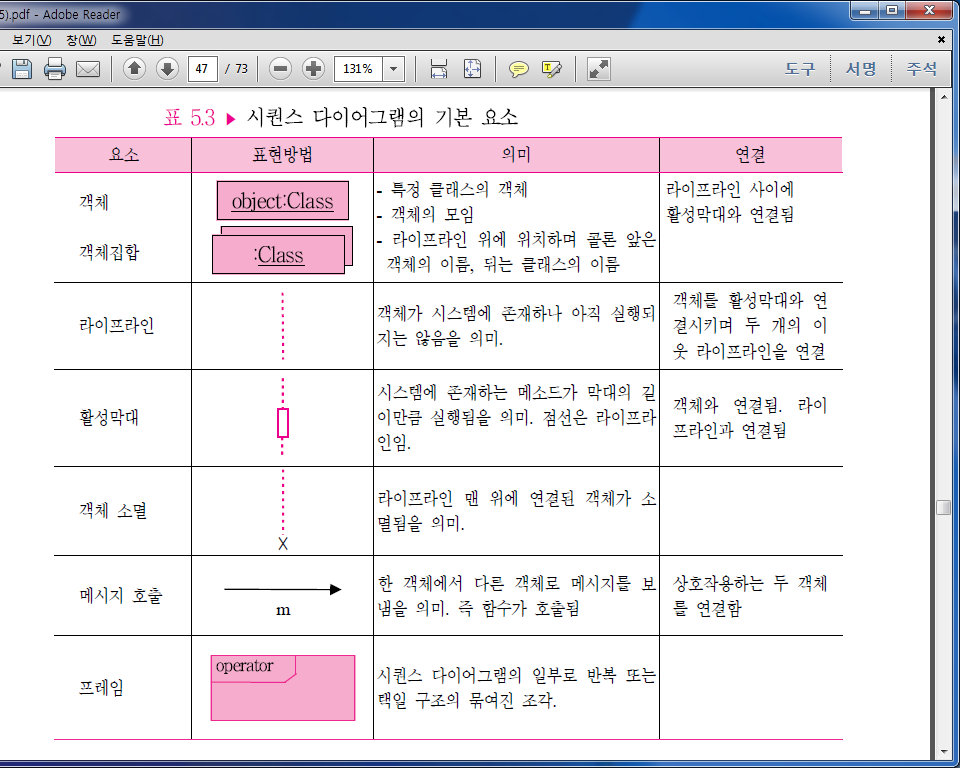 5).pdf - Adobe Reader
보기(V) 창(W) 도움말(H)
47 / 73 131% 도구 서명 주석
표 5.3 ▶ 시퀀스 다이어그램의 기본 요소
요소 표현방법 의미 연결
객체
객체집합
object:Class
:Class
- 특정 클래스의 객체
- 객체의 모임
- 라이프라인 위에 위치하며 콜론 앞은
객체의 이름, 뒤는 클래스의 이름
라이프라인 사이에
활성막대와 연결됨
라이프라인
객체가 시스템에 존재하나 아직 실행되
지는 않음을 의미.
객체를 활성막대와 연
결시키며 두 개의 이
웃 라이프라인을 연결
활성막대
시스템에 존재하는 메소드가 막대의 길
이만큼 실행됨을 의미. 점선은 라이프라
인임.
객체와 연결됨. 라이
프라인과 연결됨
객체 소멸
X
라이프라인 맨 위에 연결된 객체가 소
멸됨을 의미.
메시지 호출
m
한 객체에서 다른 객체로 메시지를 보
냄을 의미. 즉 함수가 호출됨
상호작용하는 두 객체
를 연결함
프레임
operator
시퀀스 다이어그램의 일부로 반복 또는
택일 구조의 묶여진 조각.